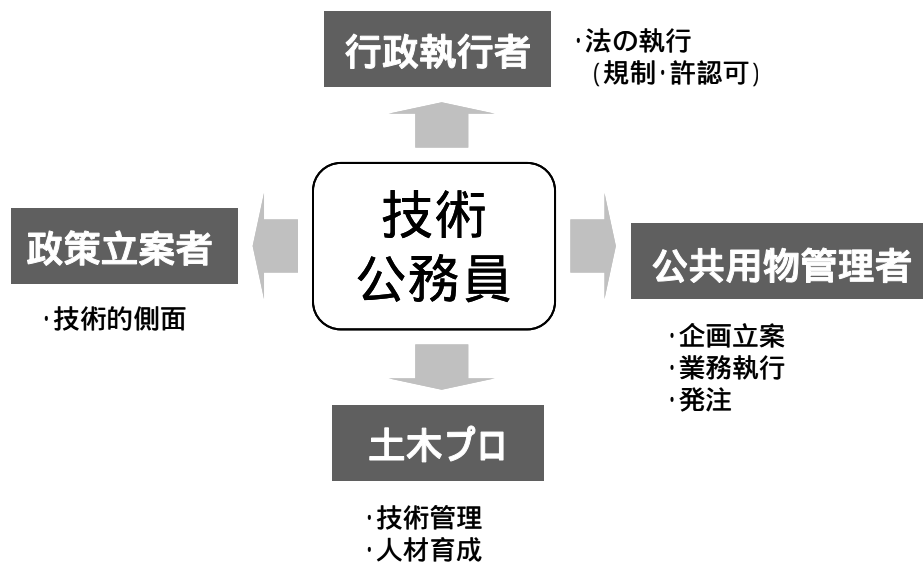 行政執行者
･法の執行
(規制･許認可)
技術
公務員
政策立案者
･技術的側面
公共用物管理者
･企画立案
･業務執行
･発注
土木プロ
･技術管理
･人材育成